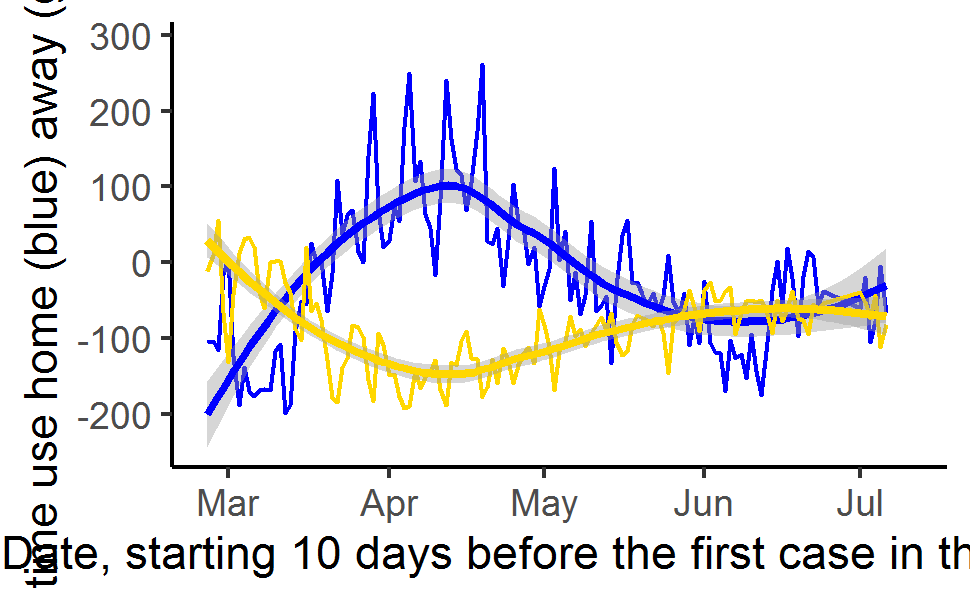 time use home (blue) away (
300
200
100
0
-100
-200
Mar Apr May Jun Jul
Date, starting 10 days before the first case in th